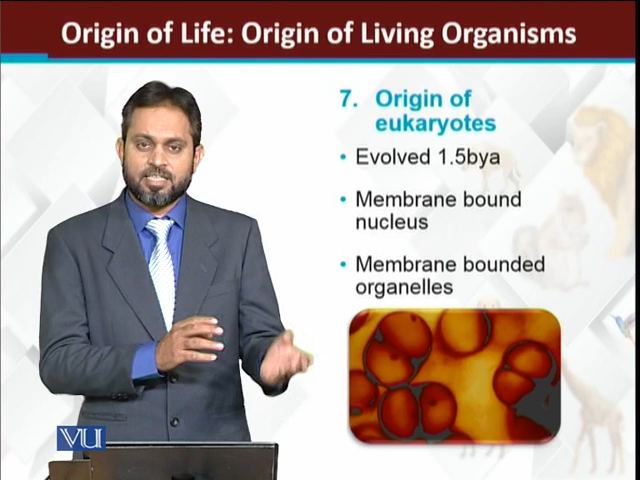 Origin of Life: Origin of Living Organisms
7. Origin of
eukaryotes
• Evolved 1.5bya
• Membrane bound
nucleus
• Membrane bounded
organelles
VU